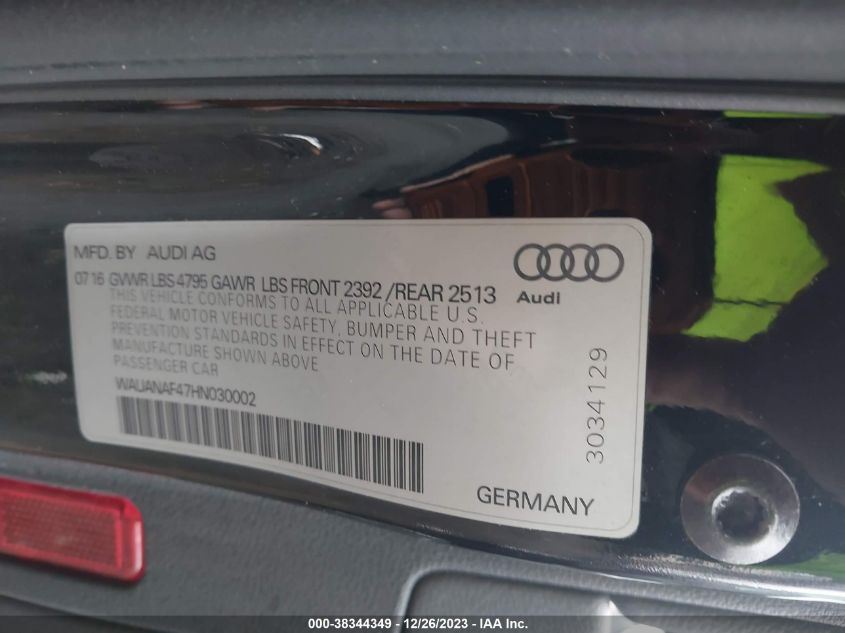 MFD. BY AUDI AG
07 16 GVWR LBS 4795 GAWR LBS FRONT 2392 /REAR 2513
Audi
THIS VEHICLE CONFORMS TO ALL APPLICABLE U.S.
FEDERAL MOTOR VEHICLE SAFETY, BUMPER AND THEFT
PREVENTION STANDARDS IN EFFECT ON THE DATE OF
MANUFACTURE SHOWN ABOVE
PASSENGER CAR
WAUANAF47HN030002
3034129
GERMANY
000-38344349 - 12/26/2023 - IAA Inc.